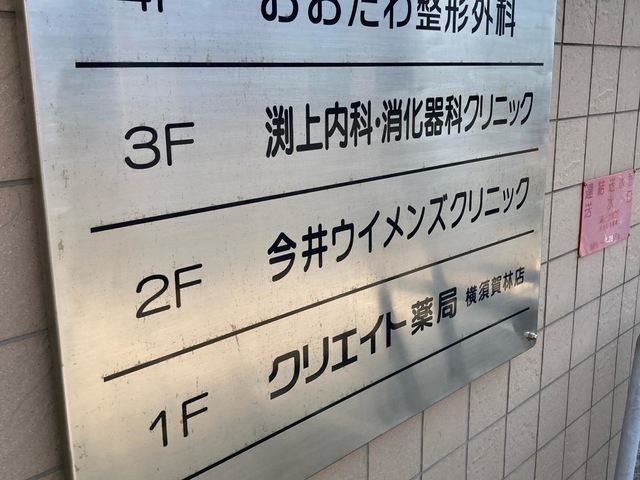 4F おおたわ整形外科
3F 渕上内科・消化器科クリニック
2F 今井ウイメンズクリニック
1F クリエイト薬局 横須賀林店